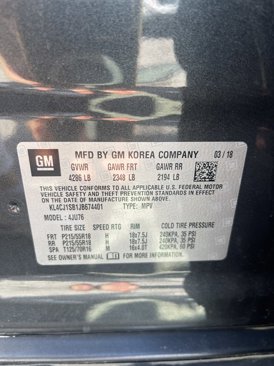 GM
MFD BY GM KOREA COMPANY 03 / 18
GVWR GAWR FRT GAWR RR
4286 LB 2348 LB 2194 LB
THIS VEHICLE CONFORMS TO ALL APPLICABLE U.S. FEDERAL MOTOR
VEHICLE SAFETY AND THEFT PREVENTION STANDARDS IN EFFECT
ON THE DATE OF MANUFACTURE SHOWN ABOVE.
KL4CJ1SB1JB674401 TYPE: MPV
MODEL: 4JU76
TIRE SIZE SPEED RTG RIM COLD TIRE PRESSURE
FRT P215/55R18 H 18x7.5J 240KPA, 35 PSI
RR P215/55R18 H 18x7.5J 240KPA, 35 PSI
SPA T125/70R16 M 16x4.0T 420KPA, 60 PSI
SEE OWNER'S MANUAL FOR MORE INFORMATION.